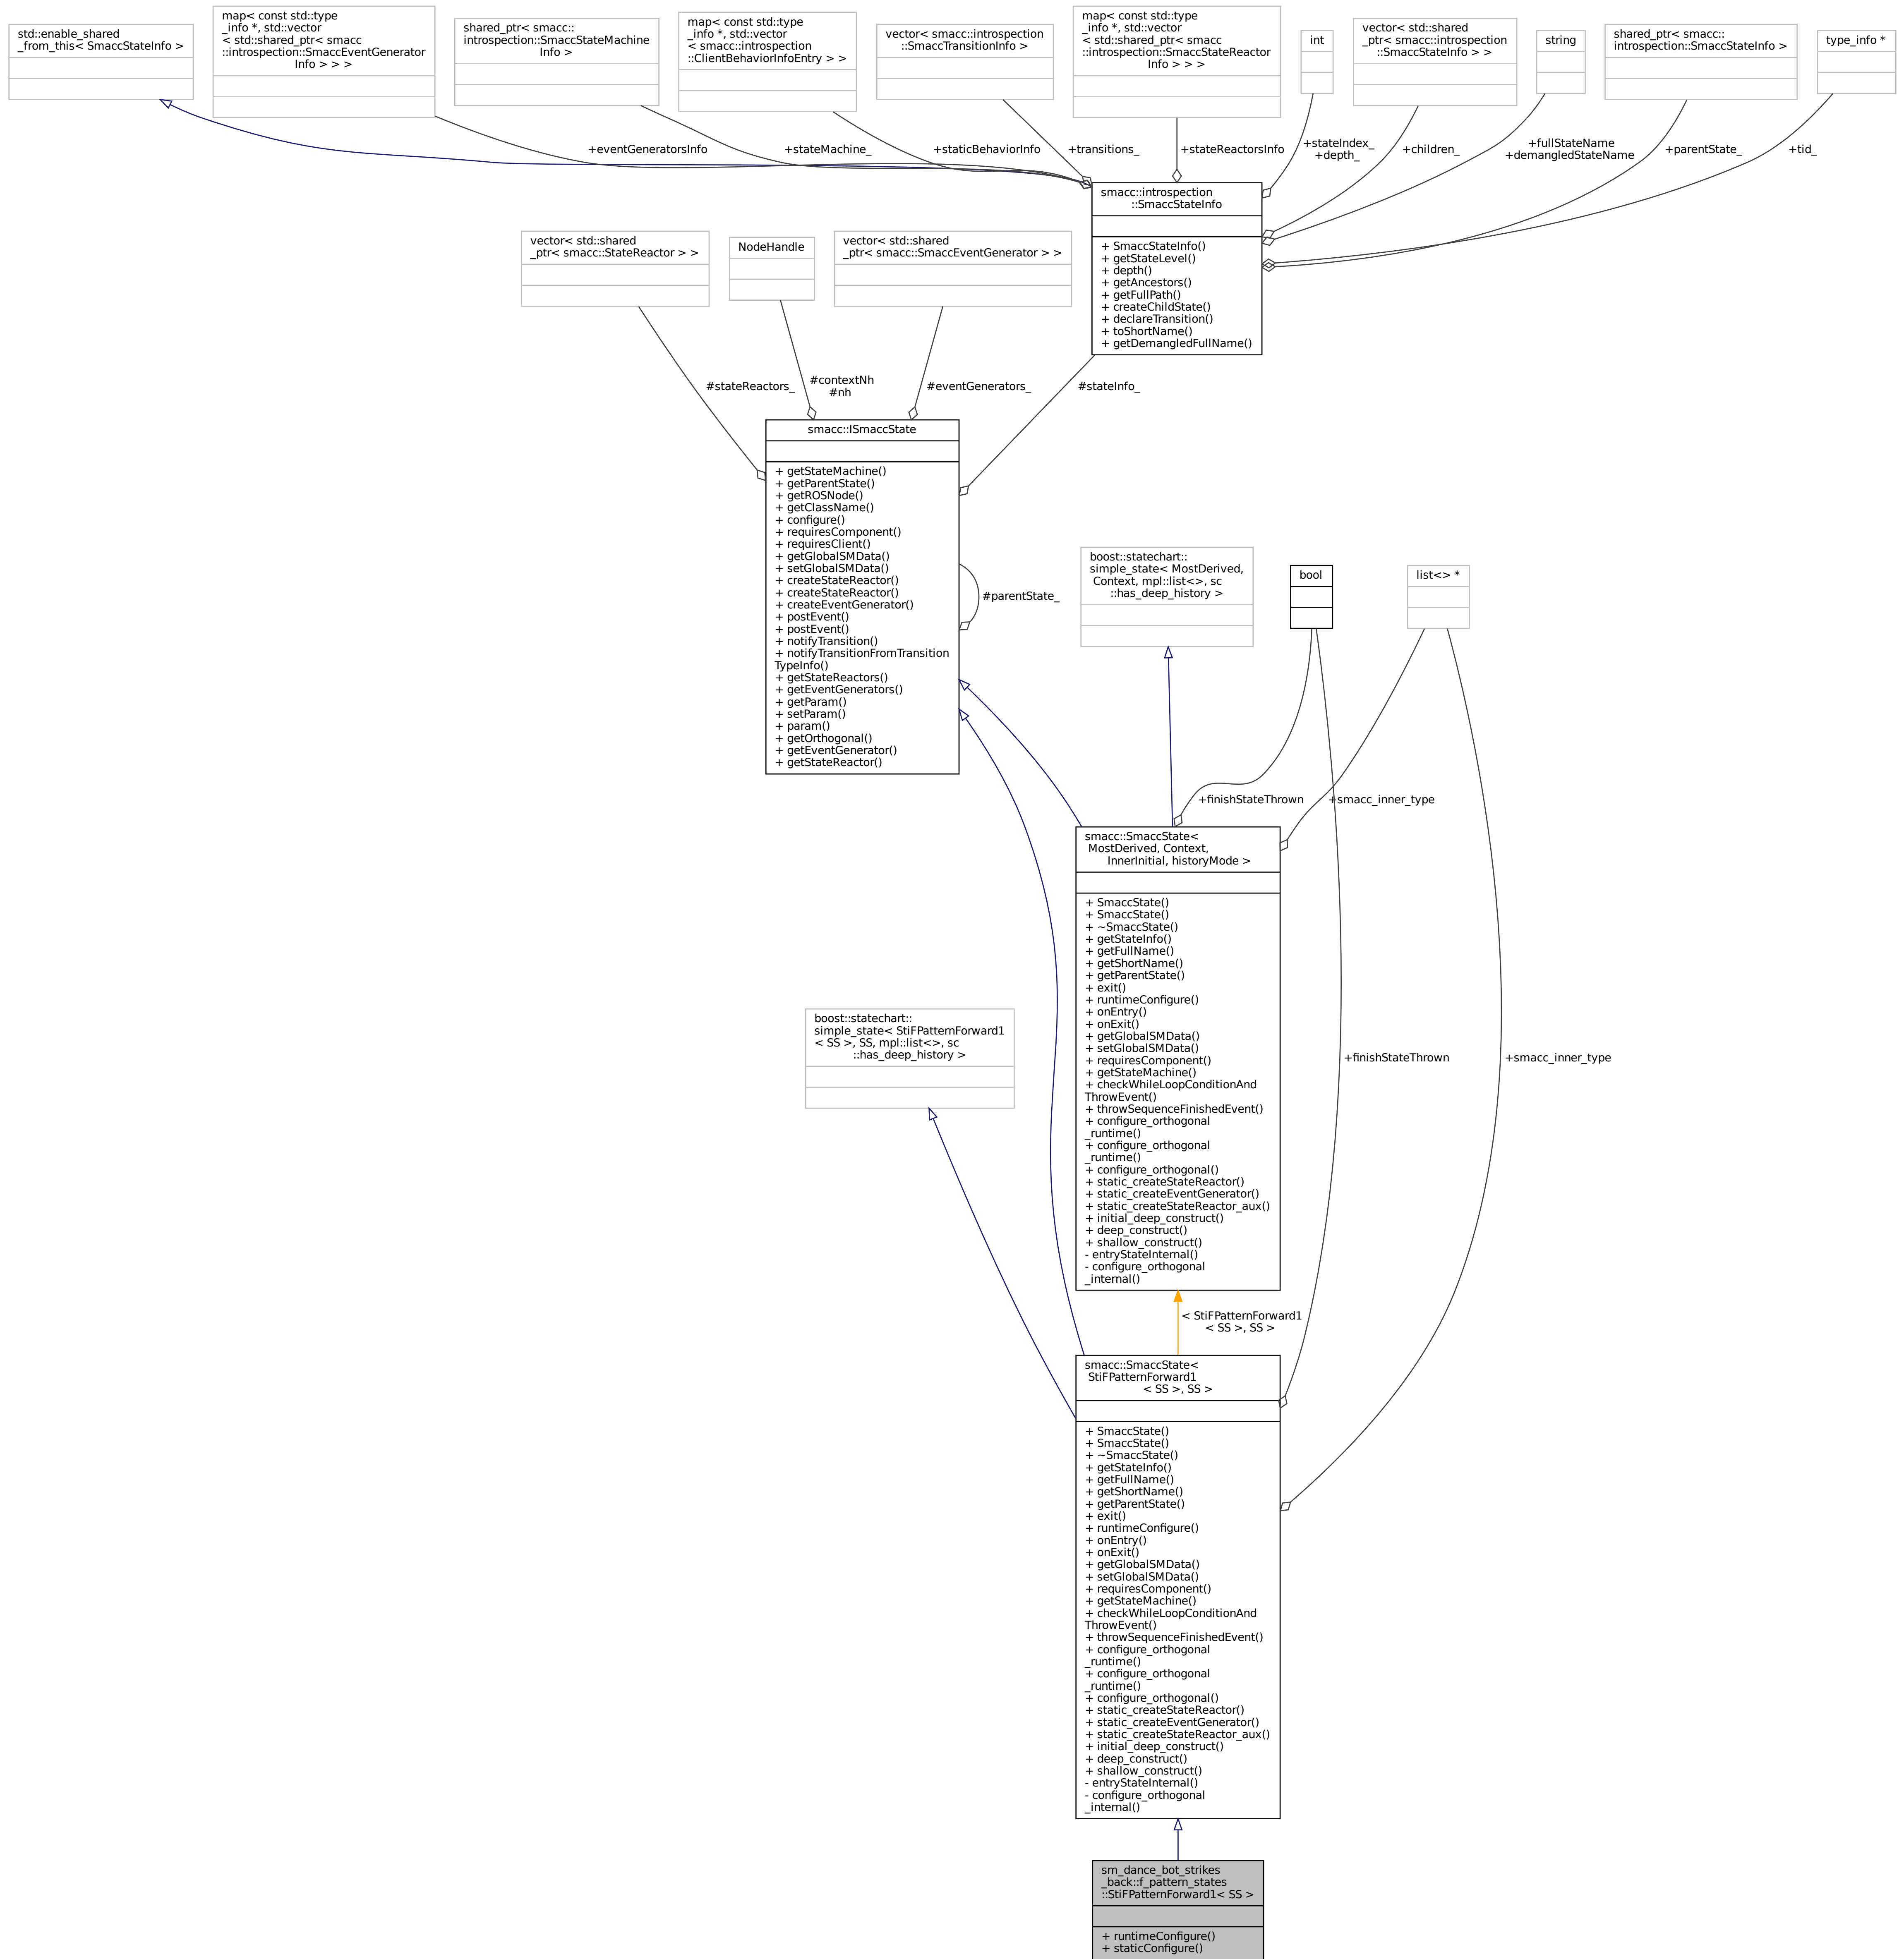 std::enable_shared
_from_this< SmaccStateInfo >
map< const std::type
_info *, std::vector
< std::shared_ptr< smacc
::introspection::SmaccEventGenerator
Info > > >
shared_ptr< smacc::
introspection::SmaccStateMachine
Info >
map< const std::type
_info *, std::vector
< smacc::introspection
::ClientBehaviorInfoEntry > >
vector< smacc::introspection
::SmaccTransitionInfo >
map< const std::type
_info *, std::vector
< std::shared_ptr< smacc
::introspection::SmaccStateReactor
Info > > >
int
vector< std::shared
_ptr< smacc::introspection
::SmaccStateInfo > >
string
shared_ptr< smacc::
introspection::SmaccStateInfo >
type_info *
+eventGeneratorsInfo
+stateMachine_
+staticBehaviorInfo
+transitions_
+stateReactorsInfo
+stateIndex_
+depth_
+children_
+fullStateName
+demangledStateName
+parentState_
+tid_
smacc::introspection
::SmaccStateInfo
+ SmaccStateInfo()
+ getStateLevel()
+ depth()
+ getAncestors()
+ getFullPath()
+ createChildState()
+ declareTransition()
+ toShortName()
+ getDemangledFullName()
vector< std::shared
_ptr< smacc::StateReactor > >
NodeHandle
vector< std::shared
_ptr< smacc::SmaccEventGenerator > >
#stateReactors_
#contextNh
#nh
#eventGenerators_
#stateInfo_
smacc::ISmaccState
+ getStateMachine()
+ getParentState()
+ getROSNode()
+ getClassName()
+ configure()
+ requiresComponent()
+ requiresClient()
+ getGlobalSMData()
+ setGlobalSMData()
+ createStateReactor()
+ createStateReactor()
+ createEventGenerator()
+ postEvent()
+ postEvent()
+ notifyTransition()
+ notifyTransitionFromTransition
TypeInfo()
+ getStateReactors()
+ getEventGenerators()
+ getParam()
+ setParam()
+ param()
+ getOrthogonal()
+ getEventGenerator()
+ getStateReactor()
#parentState_
boost::statechart::
simple_state< MostDerived,
Context, mpl::list<>, sc
::has_deep_history >
bool
list<> *
+finishStateThrown
+smacc_inner_type
smacc::SmaccState<
MostDerived, Context,
InnerInitial, historyMode >
+ SmaccState()
+ SmaccState()
+ ~SmaccState()
+ getStateInfo()
+ getFullName()
+ getShortName()
+ getParentState()
+ exit()
+ runtimeConfigure()
+ onEntry()
+ onExit()
+ getGlobalSMData()
+ setGlobalSMData()
+ requiresComponent()
+ getStateMachine()
+ checkWhileLoopConditionAnd
ThrowEvent()
+ throwSequenceFinishedEvent()
+ configure_orthogonal
_runtime()
+ configure_orthogonal
_runtime()
+ configure_orthogonal()
+ static_createStateReactor()
+ static_createEventGenerator()
+ static_createStateReactor_aux()
+ initial_deep_construct()
+ deep_construct()
+ shallow_construct()
- entryStateInternal()
- configure_orthogonal
_internal()
boost::statechart::
simple_state< StiFPatternForward1
< SS >, SS, mpl::list<>, sc
::has_deep_history >
+finishStateThrown
+smacc_inner_type
< StiFPatternForward1
< SS >, SS >
smacc::SmaccState<
StiFPatternForward1
< SS >, SS >
+ SmaccState()
+ SmaccState()
+ ~SmaccState()
+ getStateInfo()
+ getFullName()
+ getShortName()
+ getParentState()
+ exit()
+ runtimeConfigure()
+ onEntry()
+ onExit()
+ getGlobalSMData()
+ setGlobalSMData()
+ requiresComponent()
+ getStateMachine()
+ checkWhileLoopConditionAnd
ThrowEvent()
+ throwSequenceFinishedEvent()
+ configure_orthogonal
_runtime()
+ configure_orthogonal
_runtime()
+ configure_orthogonal()
+ static_createStateReactor()
+ static_createEventGenerator()
+ static_createStateReactor_aux()
+ initial_deep_construct()
+ deep_construct()
+ shallow_construct()
- entryStateInternal()
- configure_orthogonal
_internal()
sm_dance_bot_strikes
_back::f_pattern_states
::StiFPatternForward1< SS >
+ runtimeConfigure()
+ staticConfigure()